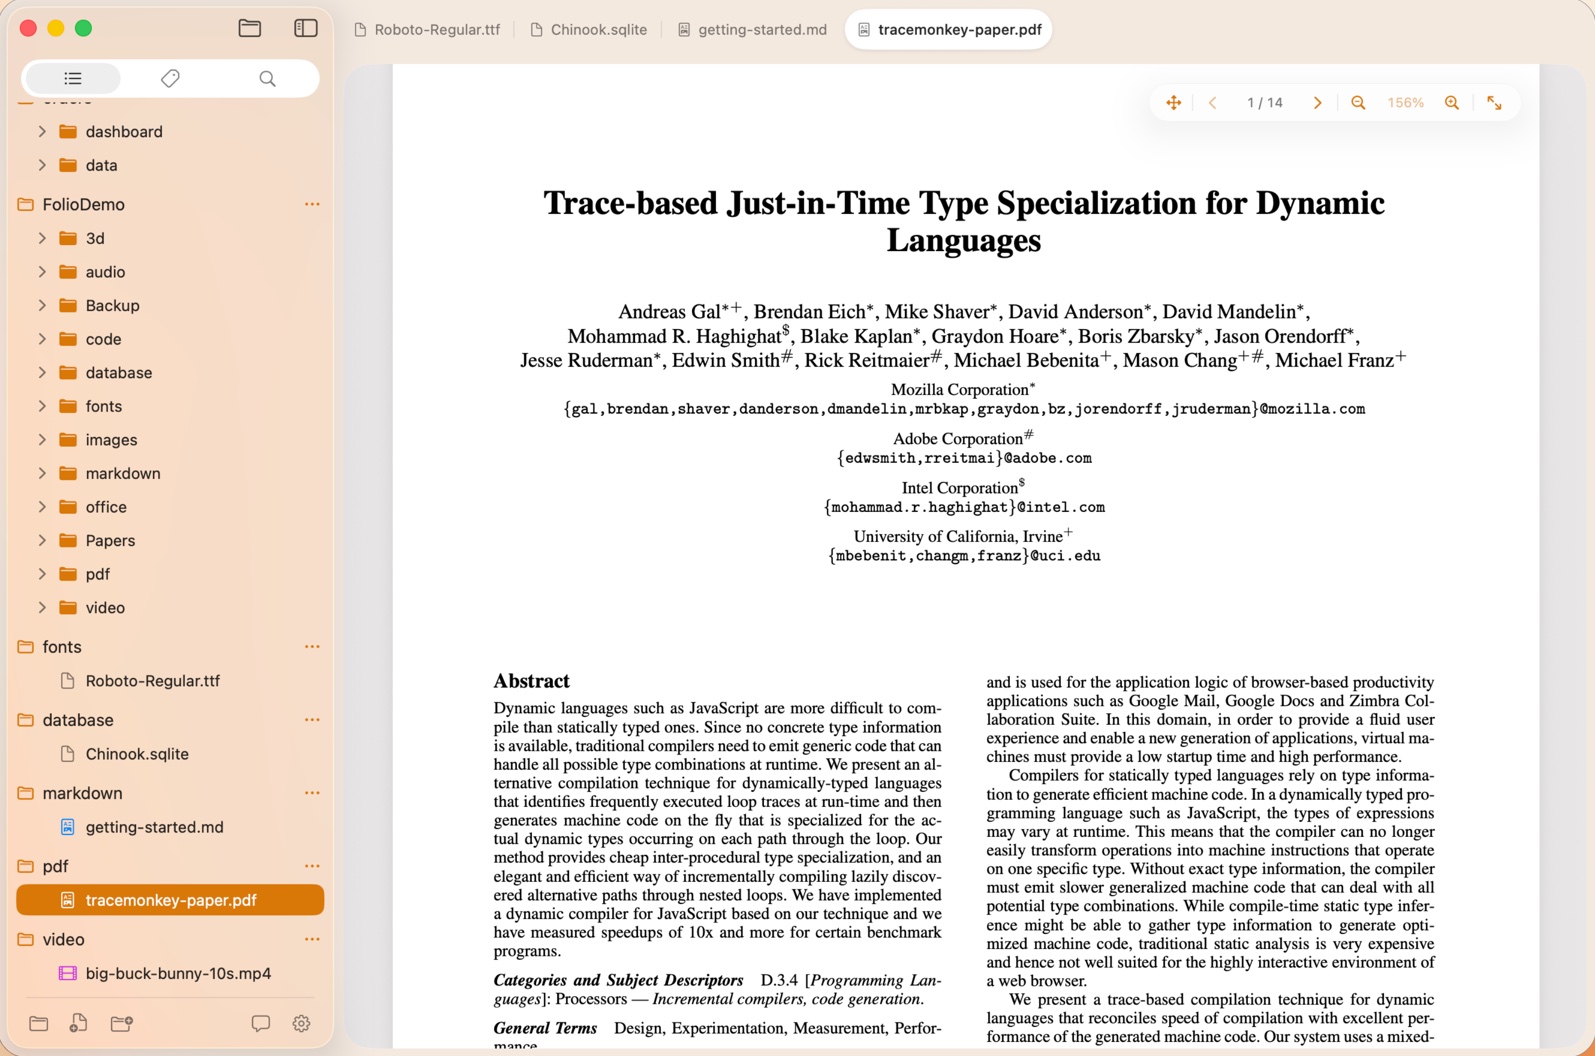 Roboto-Regular.ttf
Chinook.sqlite
getting-started.md
tracemonkey-paper.pdf
dashboard
data
FolioDemo
3d
audio
Backup
code
database
fonts
images
markdown
office
Papers
pdf
video
fonts
Roboto-Regular.ttf
database
Chinook.sqlite
markdown
getting-started.md
pdf
tracemonkey-paper.pdf
video
big-buck-bunny-10s.mp4
1 / 14
156%
Trace-based Just-in-Time Type Specialization for Dynamic
Languages
Andreas Gal*+, Brendan Eich*, Mike Shaver*, David Anderson*, David Mandelin*,
Mohammad R. Haghighat$, Blake Kaplan*, Graydon Hoare*, Boris Zbarsky*, Jason Orendorff*,
Jesse Ruderman*, Edwin Smith#, Rick Reitmaier#, Michael Bebenita+, Mason Chang+#, Michael Franz+
Mozilla Corporation*
{gal,brendan,shaver,danderson,dmandelin,mrbkap,graydon,bz,jorendorff,jruderman}@mozilla.com
Adobe Corporation#
{edwsmith,rreitmai}@adobe.com
Intel Corporation$
{mohammad.r.haghighat}@intel.com
University of California, Irvine+
{mbebenit,changm,franz}@uci.edu
Abstract
Dynamic languages such as JavaScript are more difficult to com-
pile than statically typed ones. Since no concrete type information
is available, traditional compilers need to emit generic code that can
handle all possible type combinations at runtime. We present an al-
ternative compilation technique for dynamically-typed languages
that identifies frequently executed loop traces at run-time and then
generates machine code on the fly that is specialized for the ac-
tual dynamic types occurring on each path through the loop. Our
method provides cheap inter-procedural type specialization, and an
elegant and efficient way of incrementally compiling lazily discov-
ered alternative paths through nested loops. We have implemented
a dynamic compiler for JavaScript based on our technique and we
have measured speedups of 10x and more for certain benchmark
programs.
Categories and Subject Descriptors D.3.4 [Programming Lan-
guages]: Processors — Incremental compilers, code generation.
General Terms Design, Experimentation, Measurement, Perfor-
mance.
and is used for the application logic of browser-based productivity
applications such as Google Mail, Google Docs and Zimbra Col-
laboration Suite. In this domain, in order to provide a fluid user
experience and enable a new generation of applications, virtual ma-
chines must provide a low startup time and high performance.
Compilers for statically typed languages rely on type informa-
tion to generate efficient machine code. In a dynamically typed pro-
gramming language such as JavaScript, the types of expressions
may vary at runtime. This means that the compiler can no longer
easily transform operations into machine instructions that operate
on one specific type. Without exact type information, the compiler
must emit slower generalized machine code that can deal with all
potential type combinations. While compile-time static type infer-
ence might be able to gather type information to generate opti-
mized machine code, traditional static analysis is very expensive
and hence not well suited for the highly interactive environment of
a web browser.
We present a trace-based compilation technique for dynamic
languages that reconciles speed of compilation with excellent per-
formance of the generated machine code. Our system uses a mixed-